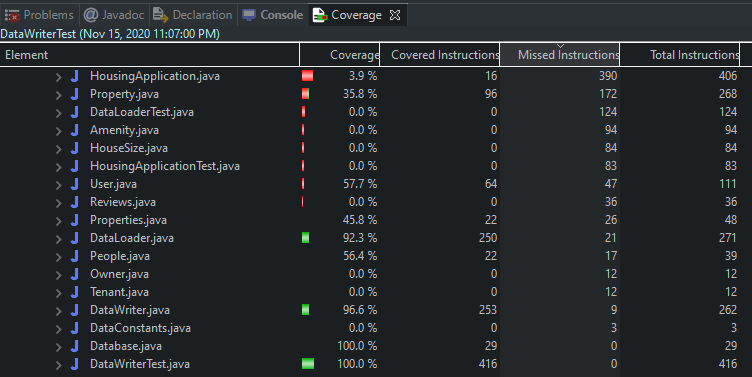 Problems Javadoc Declaration Console Coverage
DataWriterTest (Nov 15, 2020 11:07:00 PM)
Element Coverage Covered Instructions Missed Instructions Total Instructions
HousingApplication.java 3.9 % 16 390 406
Property.java 35.8 % 96 172 268
DataLoaderTest.java 0.0 % 0 124 124
Amenity.java 0.0 % 0 94 94
HouseSize.java 0.0 % 0 84 84
HousingApplicationTest.java 0.0 % 0 83 83
User.java 57.7 % 64 47 111
Reviews.java 0.0 % 0 36 36
Properties.java 45.8 % 22 26 48
DataLoader.java 92.3 % 250 21 271
People.java 56.4 % 22 17 39
Owner.java 0.0 % 0 12 12
Tenant.java 0.0 % 0 12 12
DataWriter.java 96.6 % 253 9 262
DataConstants.java 0.0 % 0 3 3
Database.java 100.0 % 29 0 29
DataWriterTest.java 100.0 % 416 0 416